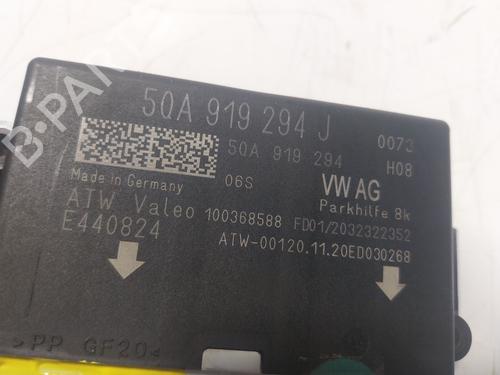 5QA 919 294 J
0073
5QA 919 294
H08
Made in Germany
06S
VW AG
Parkhilfe 8k
ATW Valeo 100368588 FD01/2032322352
E440824
ATW-00120.11.20ED030268
>PP GF20<
B-PARTS